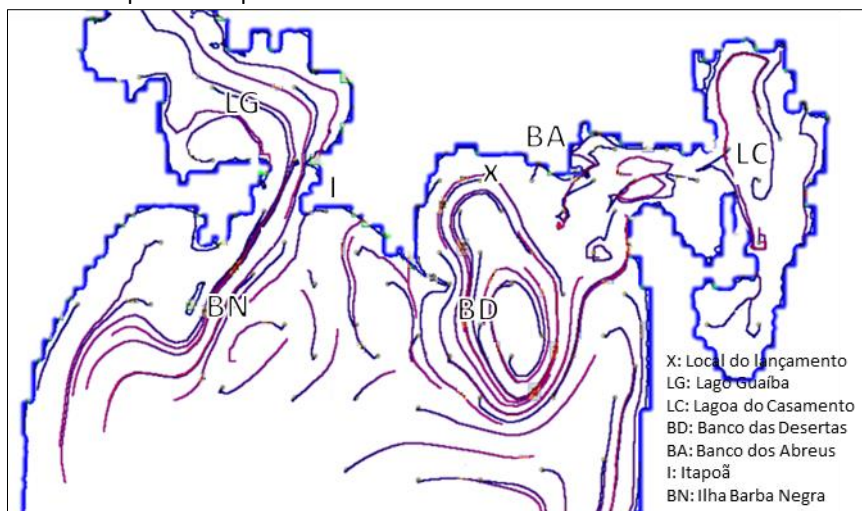 LG
BA
X
LC
I
BN
BD
X: Local do lançamento
LG: Lago Guaíba
LC: Lagoa do Casamento
BD: Banco das Desertas
BA: Banco dos Abreus
I: Itapoã
BN: Ilha Barba Negra